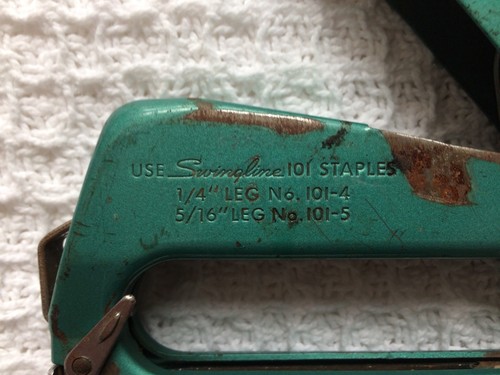 USE Swingline 101 STAPLES
1/4" LEG No. 101-4
5/16" LEG No. 101-5